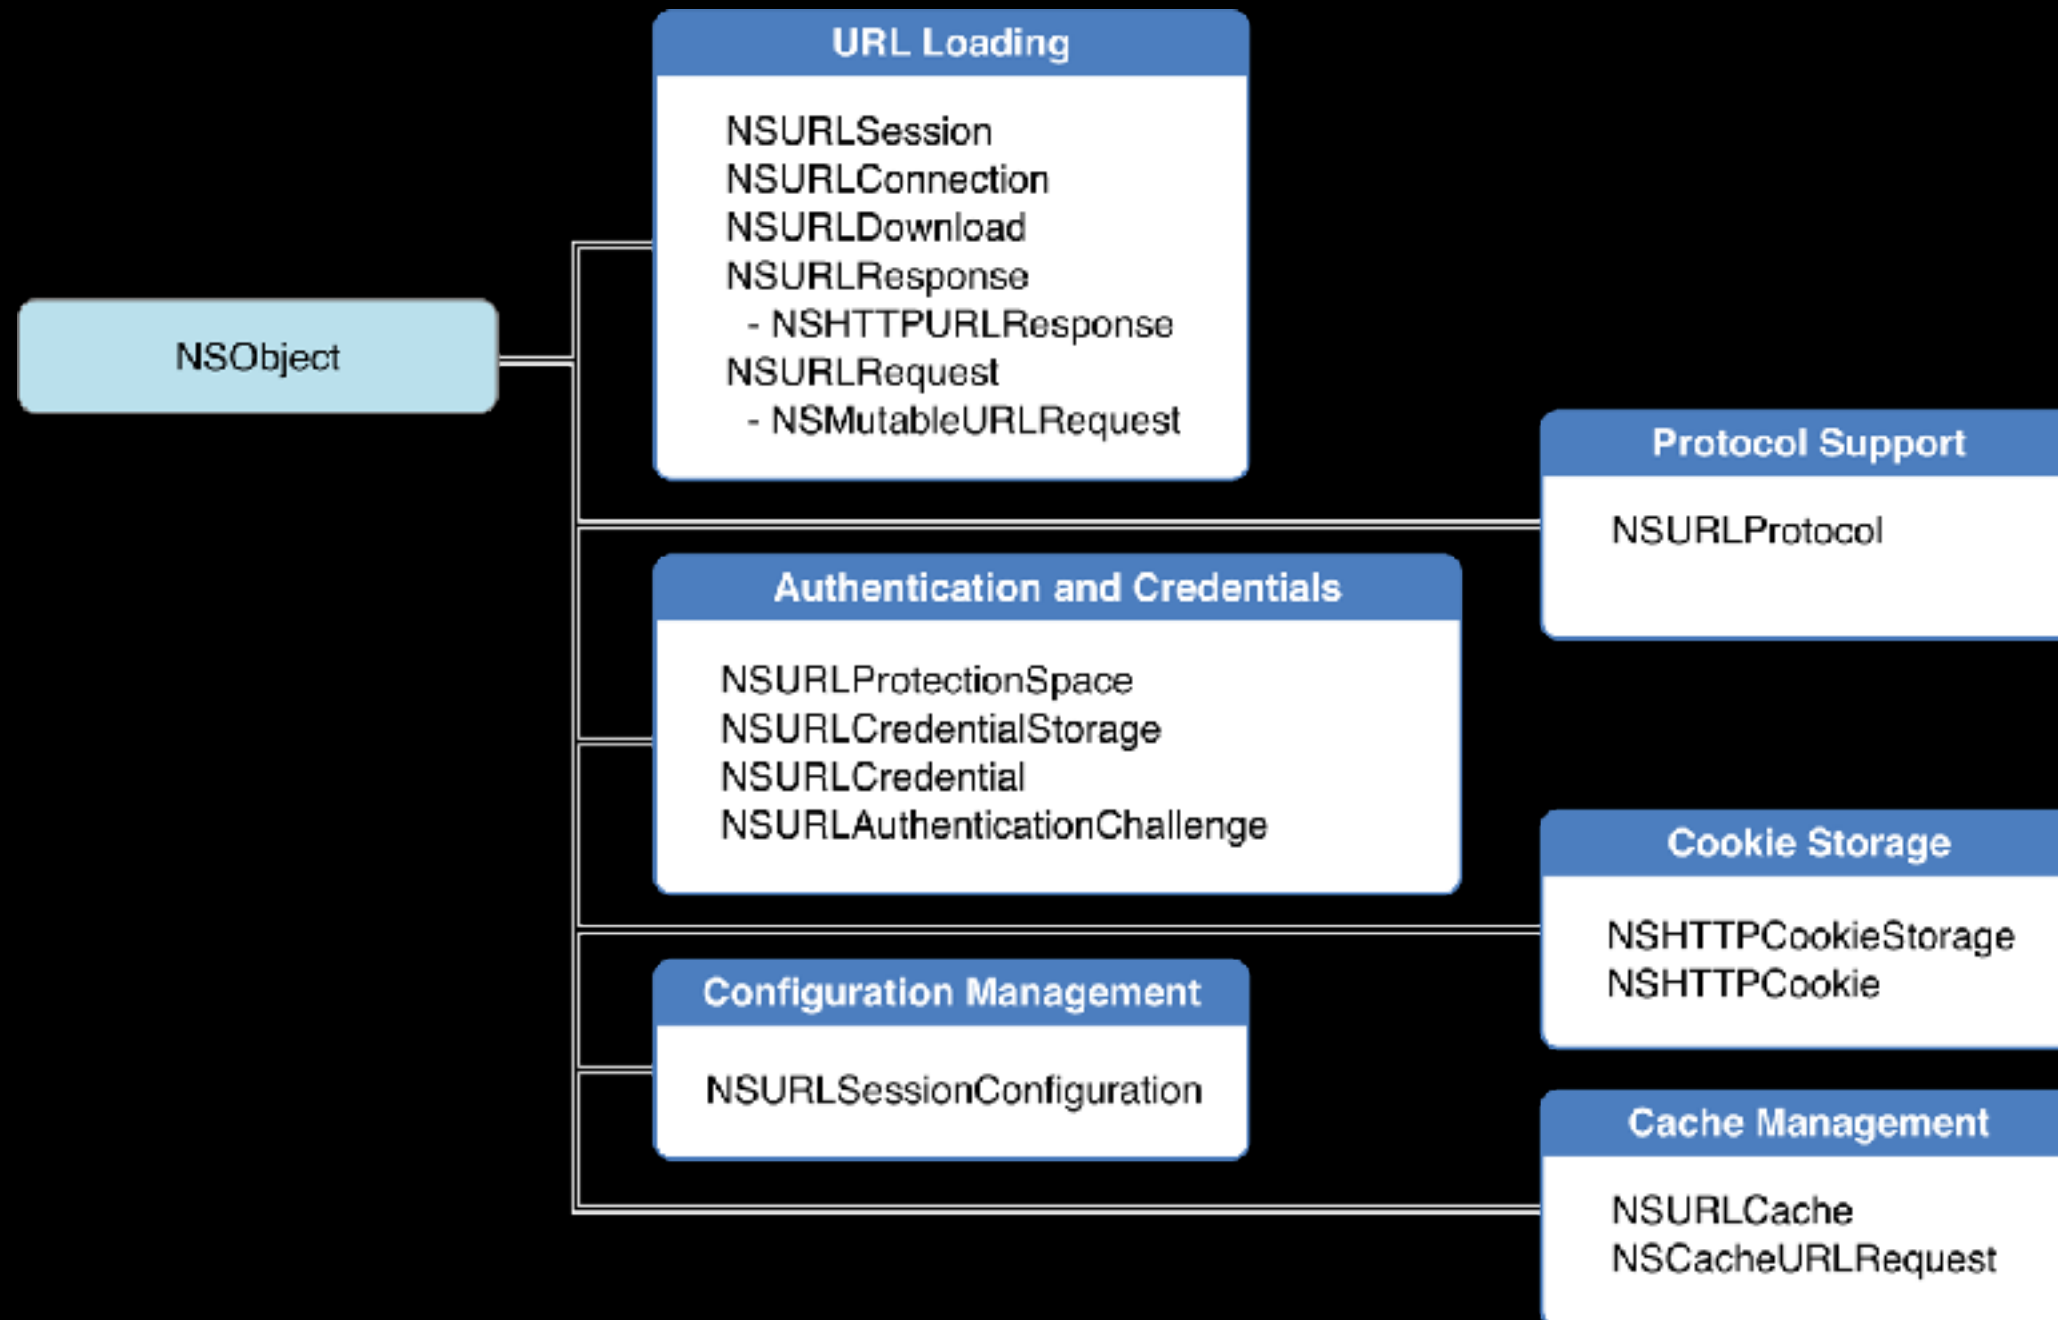 URL Loading
NSURLSession
NSURLConnection
NSURLDownload
NSURLResponse
- NSHTTPURLResponse
NSURLRequest
- NSMutableURLRequest
NSObject
Protocol Support
NSURLProtocol
Authentication and Credentials
NSURLProtectionSpace
NSURLCredentialStorage
NSURLCredential
NSURLAuthenticationChallenge
Cookie Storage
NSHTTPCookieStorage
NSHTTPCookie
Configuration Management
NSURLSessionConfiguration
Cache Management
NSURLCache
NSCacheURLRequest